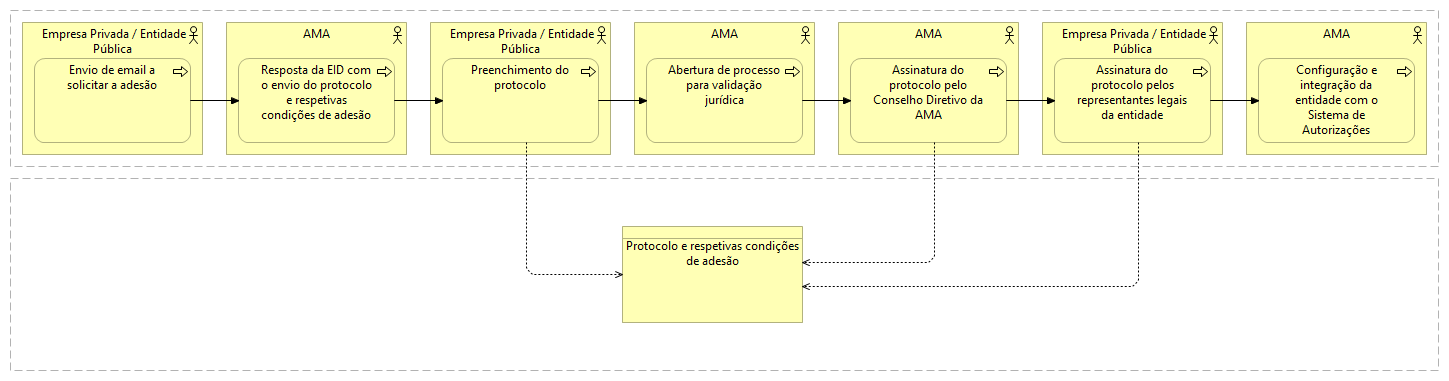 Empresa Privada / Entidade
Pública
Envio de email a
solicitar a adesão
AMA
Resposta da EID com
o envio do protocolo
e respetivas
condições de adesão
Empresa Privada / Entidade
Pública
Preenchimento do
protocolo
AMA
Abertura de processo
para validação
jurídica
AMA
Assinatura do
protocolo pelo
Conselho Diretivo da
AMA
Empresa Privada / Entidade
Pública
Assinatura do
protocolo pelos
representantes legais
da entidade
AMA
Configuração e
integração da
entidade com o
Sistema de
Autorizações
Protocolo e respetivas condições
de adesão